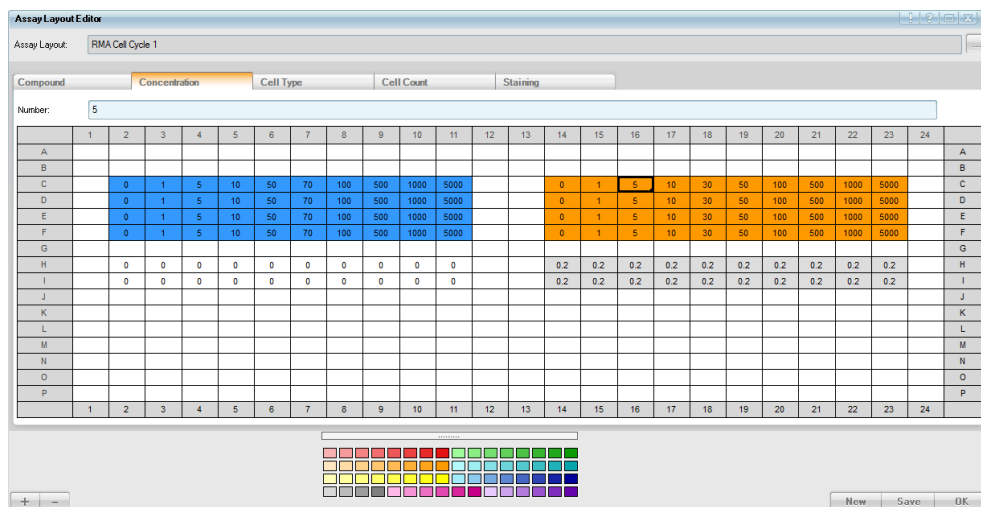 Assay Layout Editor
Assay Layout: RMA Cell Cycle 1 ...
Compound Concentration Cell Type Cell Count Staining
Number: 5
1 2 3 4 5 6 7 8 9 10 11 12 13 14 15 16 17 18 19 20 21 22 23 24
A A
B B
C 0 1 5 10 50 70 100 500 1000 5000 0 1 5 10 30 50 100 500 1000 5000 C
D 0 1 5 10 50 70 100 500 1000 5000 0 1 5 10 30 50 100 500 1000 5000 D
E 0 1 5 10 50 70 100 500 1000 5000 0 1 5 10 30 50 100 500 1000 5000 E
F 0 1 5 10 50 70 100 500 1000 5000 0 1 5 10 30 50 100 500 1000 5000 F
G G
H 0 0 0 0 0 0 0 0 0 0 0.2 0.2 0.2 0.2 0.2 0.2 0.2 0.2 0.2 0.2 H
I 0 0 0 0 0 0 0 0 0 0 0.2 0.2 0.2 0.2 0.2 0.2 0.2 0.2 0.2 0.2 I
J J
K K
L L
M M
N N
O O
P P
1 2 3 4 5 6 7 8 9 10 11 12 13 14 15 16 17 18 19 20 21 22 23 24
+ - New Save OK